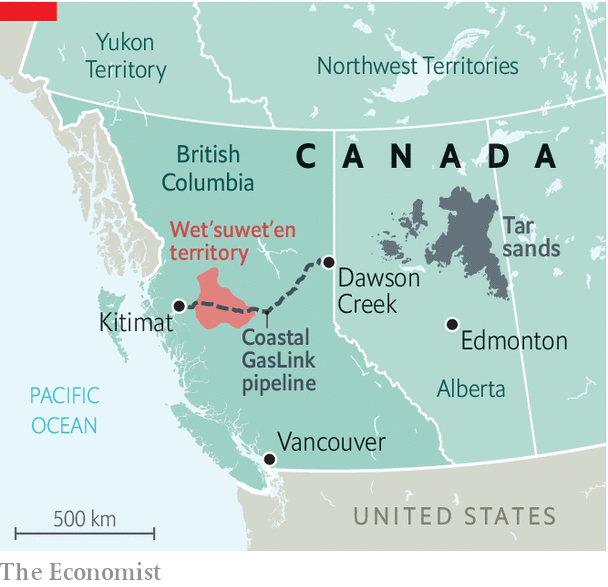 Yukon
Territory
Northwest Territories
British
Columbia
CANADA
Wet'suwet'en
territory
Tar
sands
Dawson
Creek
Kitimat
Coastal
GasLink
pipeline
Edmonton
Alberta
PACIFIC
OCEAN
Vancouver
500 km
UNITED STATES
The Economist